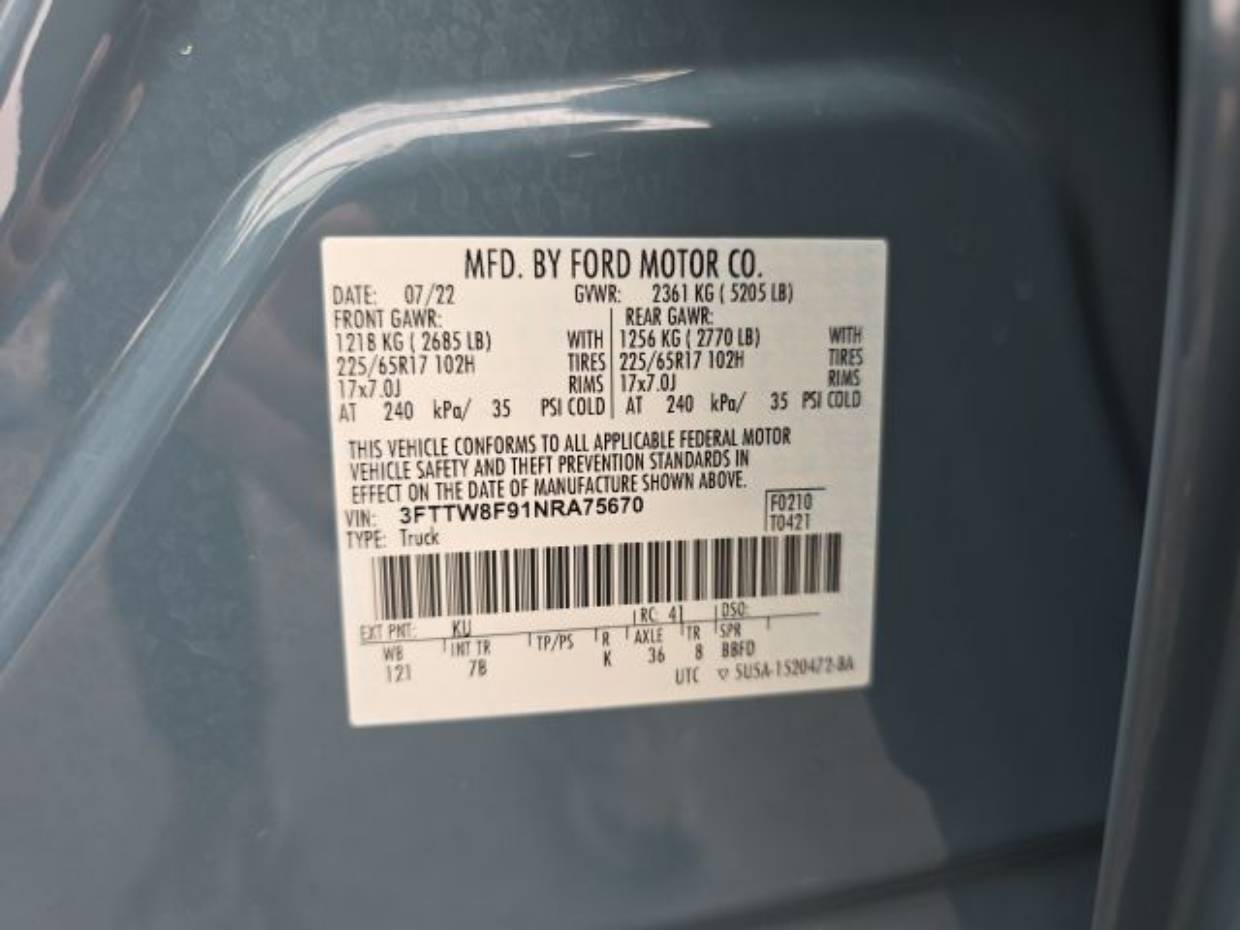 MFD. BY FORD MOTOR CO.
DATE: 07/22 GVWR: 2361 KG ( 5205 LB)
FRONT GAWR: REAR GAWR:
1218 KG ( 2685 LB) WITH 1256 KG ( 2770 LB) WITH
225/65R17 102H TIRES 225/65R17 102H TIRES
17x7.0J RIMS 17x7.0J RIMS
AT 240 kPa/ 35 PSI COLD AT 240 kPa/ 35 PSI COLD
THIS VEHICLE CONFORMS TO ALL APPLICABLE FEDERAL MOTOR
VEHICLE SAFETY AND THEFT PREVENTION STANDARDS IN
EFFECT ON THE DATE OF MANUFACTURE SHOWN ABOVE.
VIN: 3FTTW8F91NRA75670 F0210
TYPE: Truck T0421
EXT PNT: KU RC: 41 DSO:
WB INT TR TP/PS R AXLE TR SPR
121 7B K 36 8 BBFD
UTC ▽ 5U5A-1520472-BA